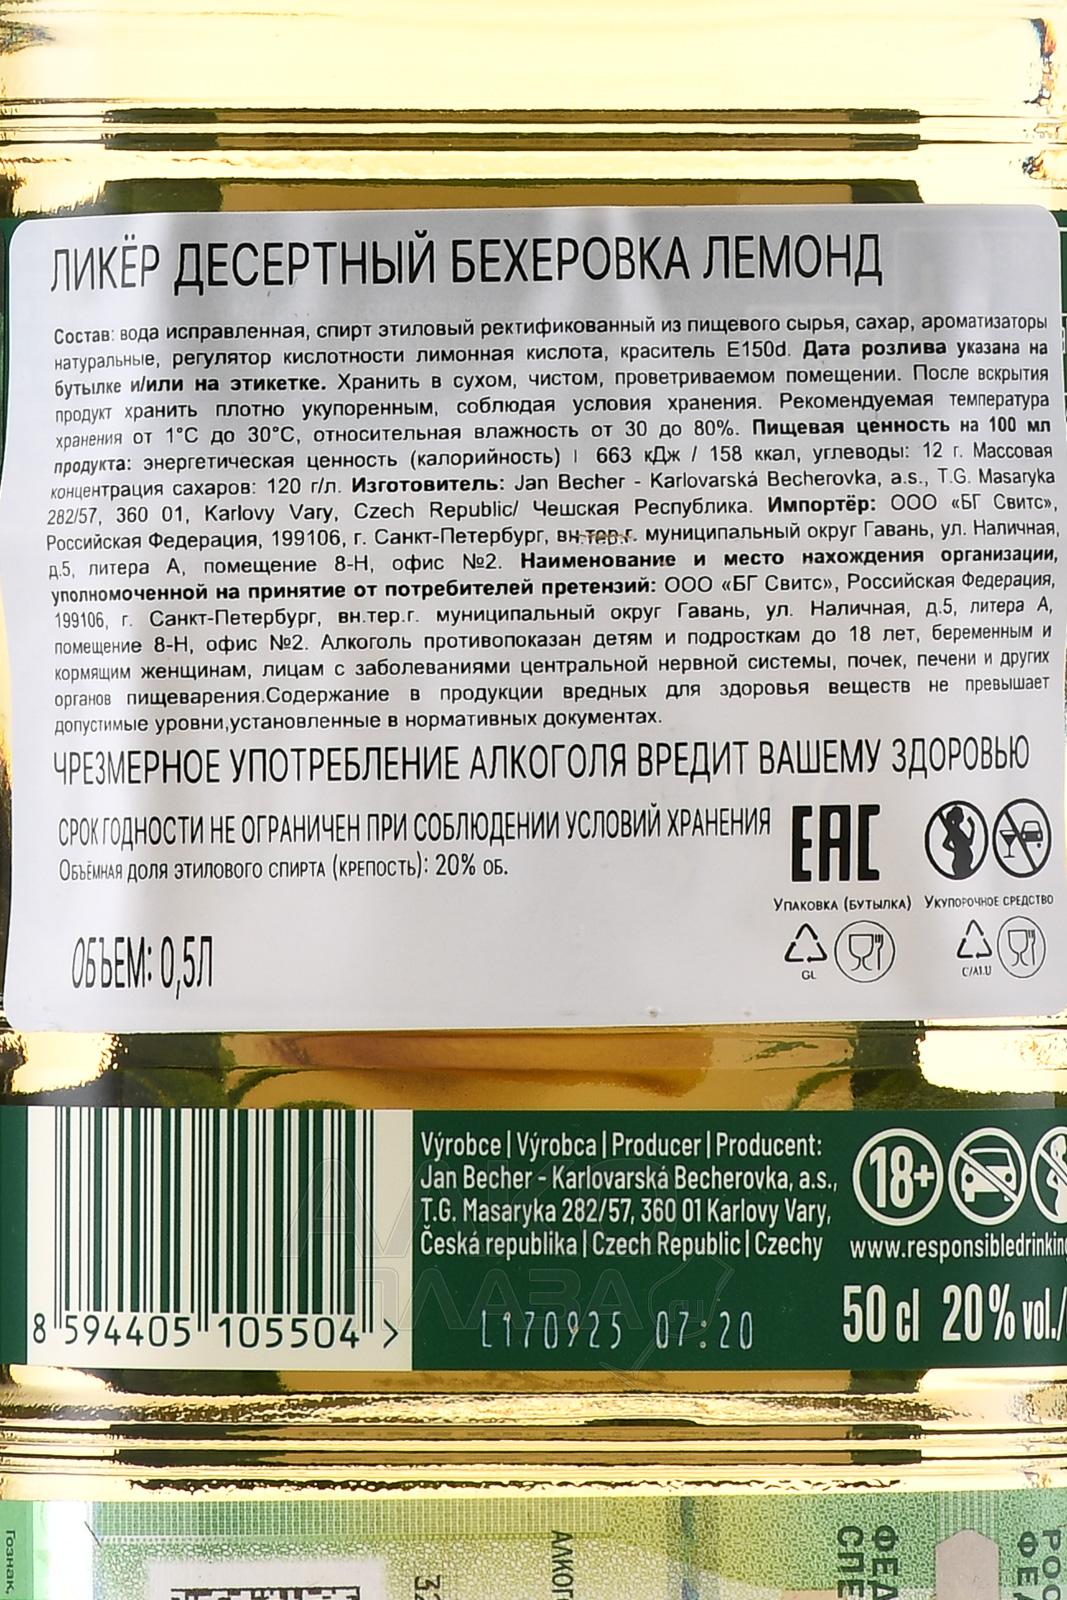 ЛИКЁР ДЕСЕРТНЫЙ БЕХЕРОВКА ЛЕМОНД
Состав: вода исправленная, спирт этиловый ректификованный из пищевого сырья, сахар, ароматизаторы
натуральные, регулятор кислотности лимонная кислота, краситель Е150d. Дата розлива указана на
бутылке и/или на этикетке. Хранить в сухом, чистом, проветриваемом помещении. После вскрытия
продукт хранить плотно укупоренным, соблюдая условия хранения. Рекомендуемая температура
хранения от 1°С до 30°С, относительная влажность от 30 до 80%. Пищевая ценность на 100 мл
продукта: энергетическая ценность (калорийность) | 663 кДж / 158 ккал, углеводы: 12 г. Массовая
концентрация сахаров: 120 г/л. Изготовитель: Jan Becher - Karlovarská Becherovka, a.s., T.G. Masaryka
282/57, 360 01, Karlovy Vary, Czech Republic/ Чешская Республика. Импортёр: ООО «БГ Свитс»,
Российская Федерация, 199106, г. Санкт-Петербург, вн.тер.г. муниципальный округ Гавань, ул. Наличная,
д.5, литера А, помещение 8-Н, офис №2. Наименование и место нахождения организации,
уполномоченной на принятие от потребителей претензий: ООО «БГ Свитс», Российская Федерация,
199106, г. Санкт-Петербург, вн.тер.г. муниципальный округ Гавань, ул. Наличная, д.5, литера А,
помещение 8-Н, офис №2. Алкоголь противопоказан детям и подросткам до 18 лет, беременным и
кормящим женщинам, лицам с заболеваниями центральной нервной системы, почек, печени и других
органов пищеварения.Содержание в продукции вредных для здоровья веществ не превышает
допустимые уровни,установленные в нормативных документах.
ЧРЕЗМЕРНОЕ УПОТРЕБЛЕНИЕ АЛКОГОЛЯ ВРЕДИТ ВАШЕМУ ЗДОРОВЬЮ
СРОК ГОДНОСТИ НЕ ОГРАНИЧЕН ПРИ СОБЛЮДЕНИИ УСЛОВИЙ ХРАНЕНИЯ
Объёмная доля этилового спирта (крепость): 20% об.
EAC
Упаковка (бутылка) Укупорочное средство
GL C/ALU
ОБЪЕМ: 0,5Л
Výrobce | Výrobca | Producer | Producent:
Jan Becher - Karlovarská Becherovka, a.s.,
T.G. Masaryka 282/57, 360 01 Karlovy Vary,
Česká republika | Czech Republic | Czechy
18+
www.responsibledrinkin
50 cl 20% vol./
8 594405 105504 >
L170925 07:20
АЛКО
ПЛАЗА.ru
Гознак,
АЛКОГ
ФЕД
СПЕ
РОС
ФЕД